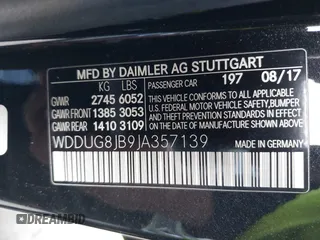 MFD BY DAIMLER AG STUTTGART
KG LBS PASSENGER CAR 197 08/17
GVWR 2745 6052 THIS VEHICLE CONFORMS TO ALL APPLICABLE
GAWR FRONT 1385 3053 U.S. FEDERAL MOTOR VEHICLE SAFETY, BUMPER,
GAWR REAR 1410 3109 AND THEFT PREVENTION STANDARDS IN EFFECT ON THE DATE OF MANUFACTURE SHOWN ABOVE.
WDDUG8JB9JA357139 MADE IN GERMANY
DREAMBID